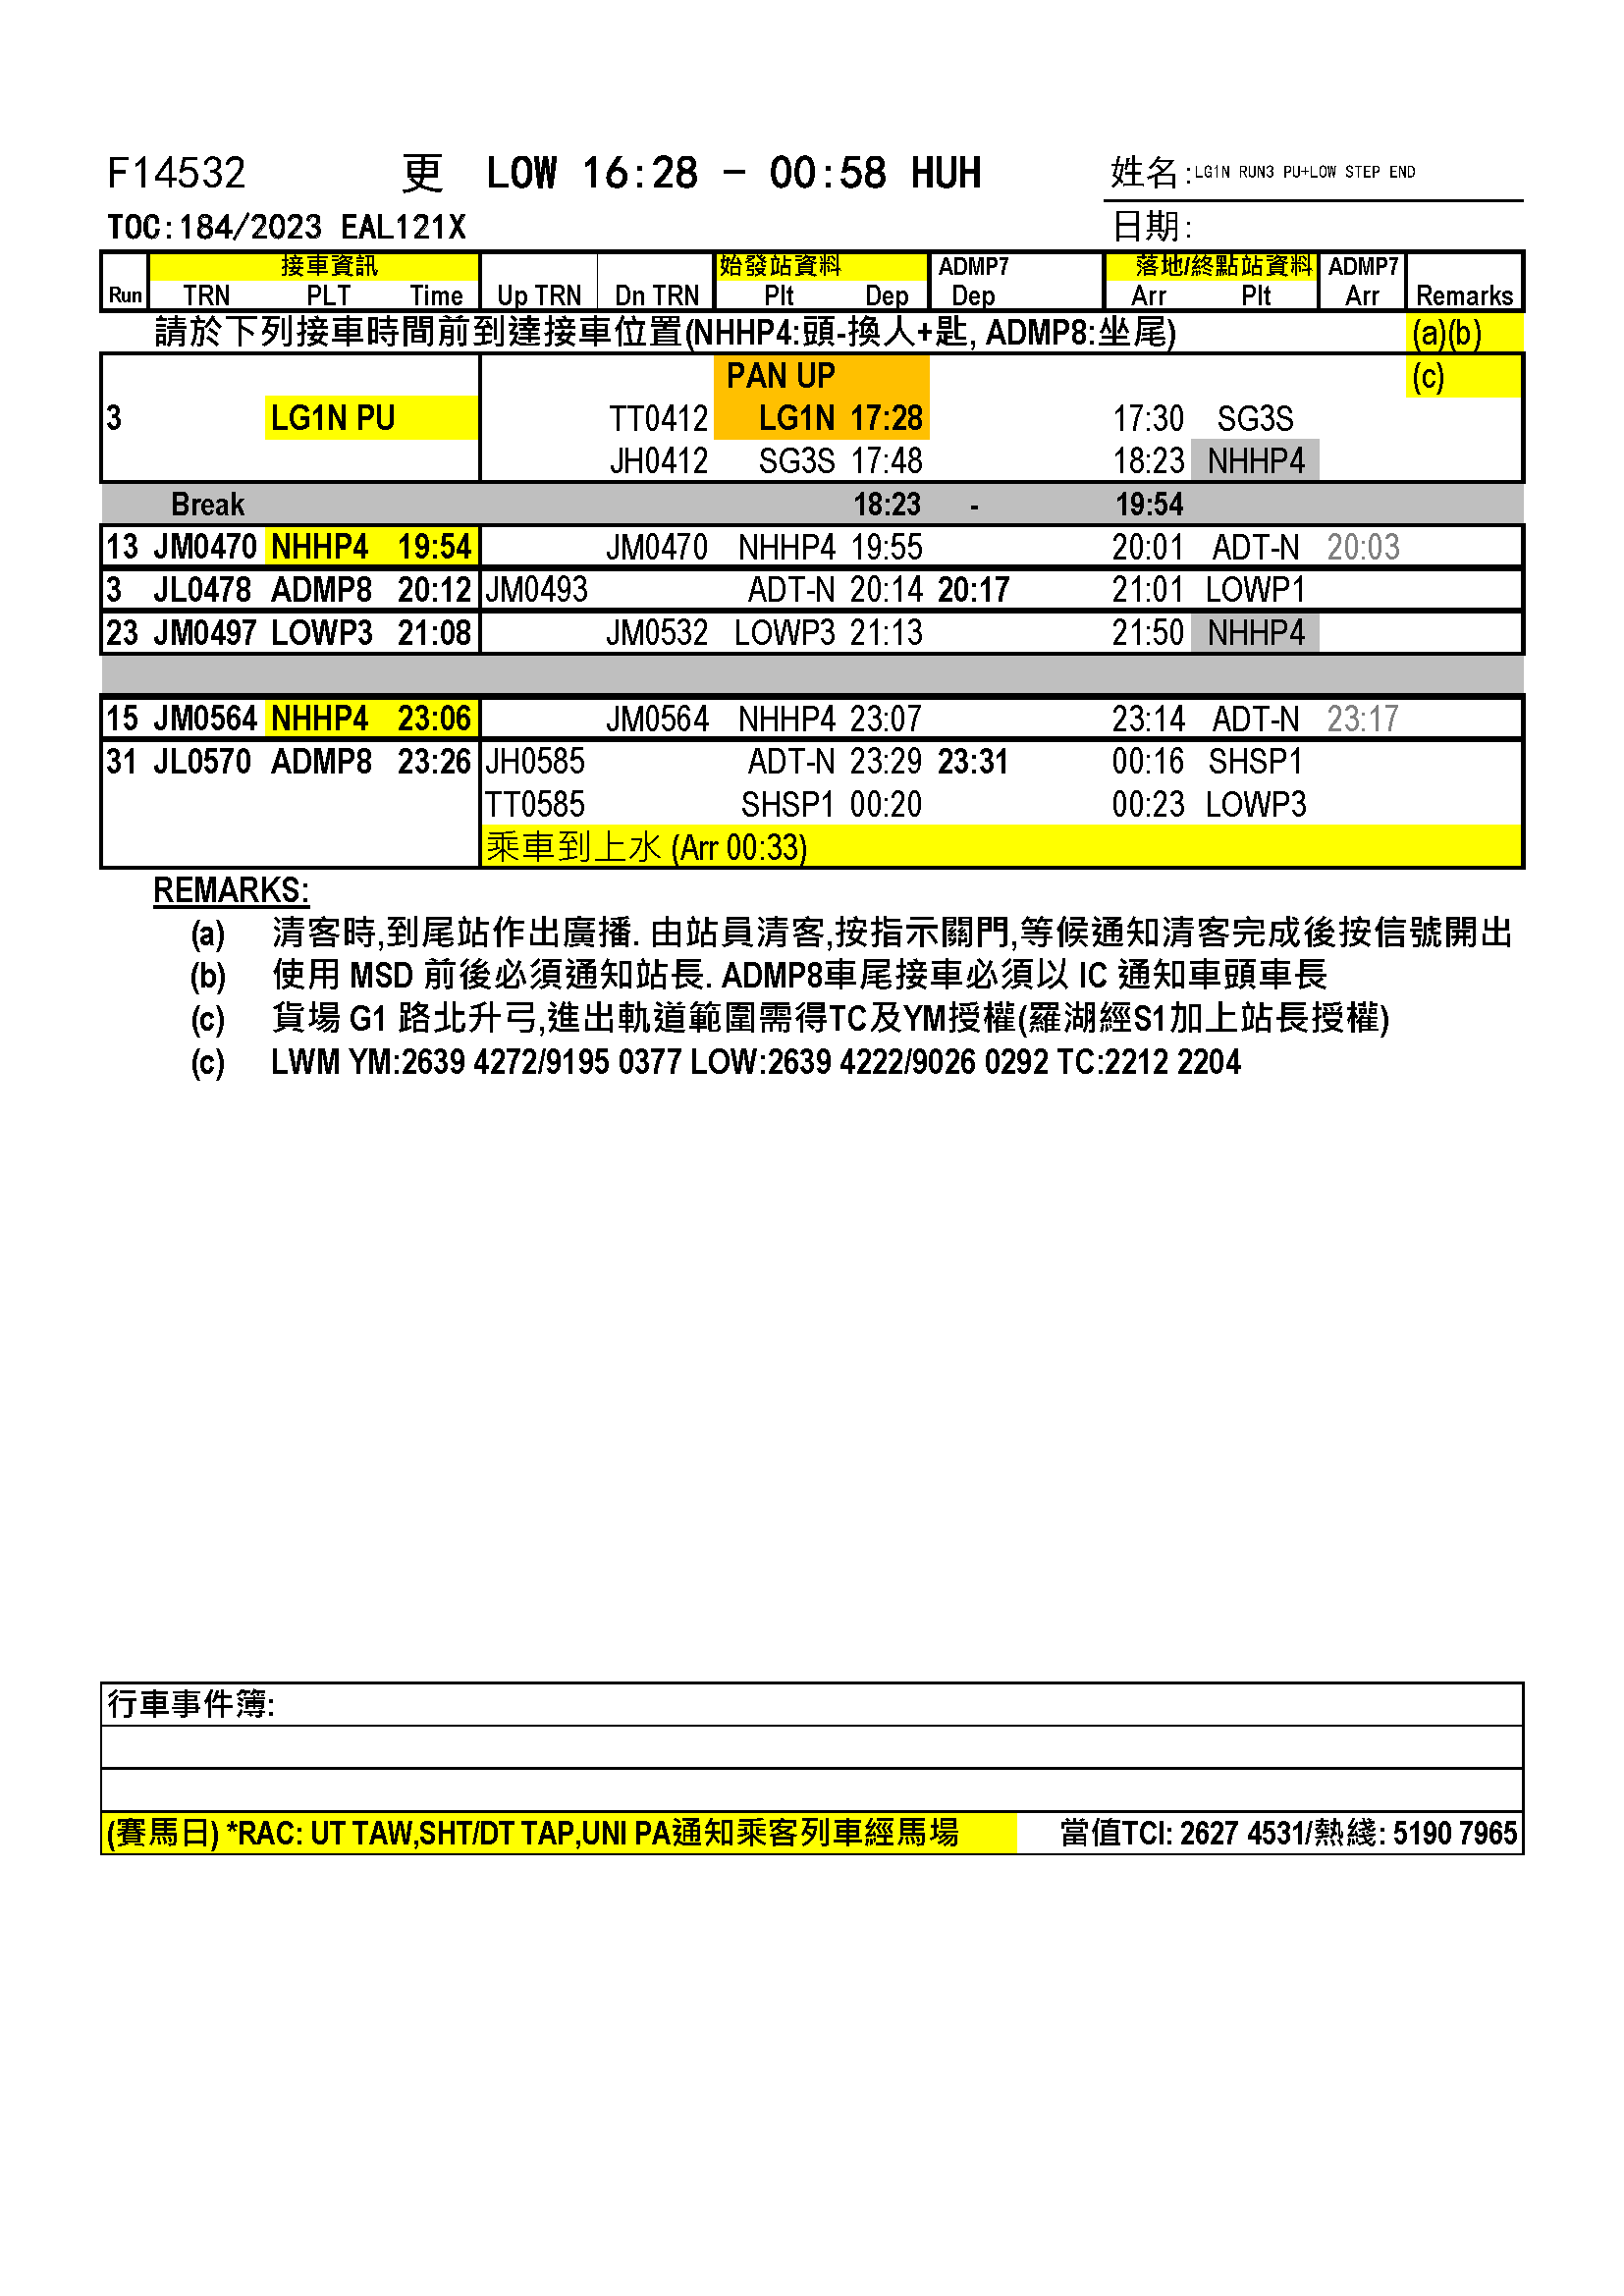 F14532 更 LOW 16:28 - 00:58 HUH 姓名:LG1N RUN3 PU+LOW STEP END
TOC:184/2023 EAL121X 日期:
接車資訊 始發站資料 ADMP7 落地/終點站資料 ADMP7
Run TRN PLT Time Up TRN Dn TRN Plt Dep Dep Arr Plt Arr Remarks
請於下列接車時間前到達接車位置(NHHP4:頭-換人+匙, ADMP8:坐尾) (a)(b)
PAN UP (c)
3 LG1N PU TT0412 LG1N 17:28 17:30 SG3S
JH0412 SG3S 17:48 18:23 NHHP4
Break 18:23 - 19:54
13 JM0470 NHHP4 19:54 JM0470 NHHP4 19:55 20:01 ADT-N 20:03
3 JL0478 ADMP8 20:12 JM0493 ADT-N 20:14 20:17 21:01 LOWP1
23 JM0497 LOWP3 21:08 JM0532 LOWP3 21:13 21:50 NHHP4
15 JM0564 NHHP4 23:06 JM0564 NHHP4 23:07 23:14 ADT-N 23:17
31 JL0570 ADMP8 23:26 JH0585 ADT-N 23:29 23:31 00:16 SHSP1
TT0585 SHSP1 00:20 00:23 LOWP3
乘車到上水 (Arr 00:33)
REMARKS:
(a) 清客時,到尾站作出廣播. 由站員清客,按指示關門,等候通知清客完成後按信號開出
(b) 使用 MSD 前後必須通知站長. ADMP8車尾接車必須以 IC 通知車頭車長
(c) 貨場 G1 路北升弓,進出軌道範圍需得TC及YM授權(羅湖經S1加上站長授權)
(c) LWM YM:2639 4272/9195 0377 LOW:2639 4222/9026 0292 TC:2212 2204
行車事件簿:
(賽馬日) *RAC: UT TAW,SHT/DT TAP,UNI PA通知乘客列車經馬場 當值TCI: 2627 4531/熱綫: 5190 7965